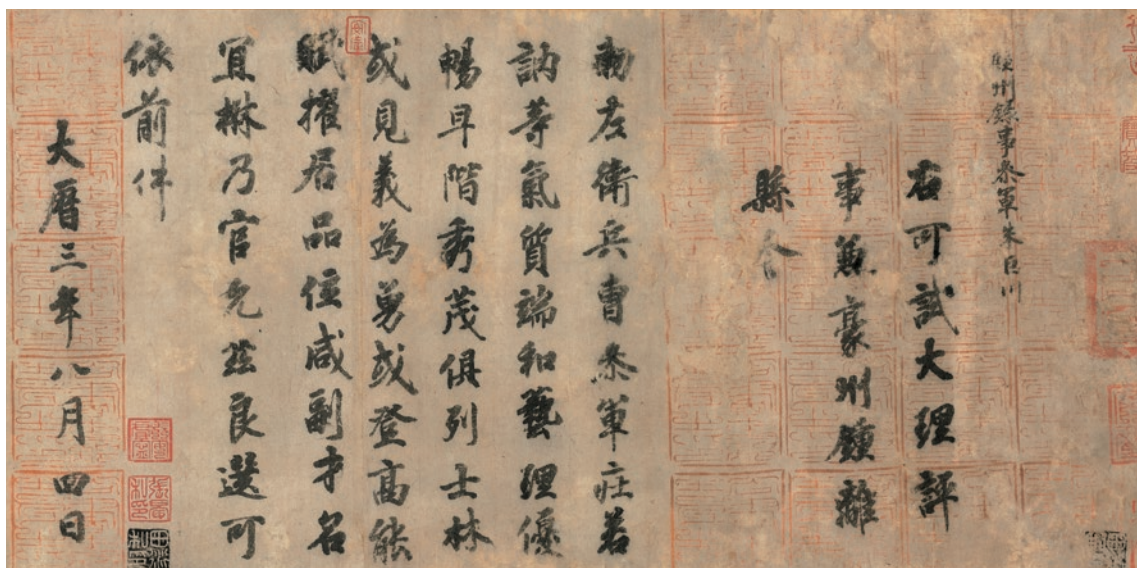 睦州錄事參軍朱巨川
右可試大理評
事兼豪州鍾離
縣令
勅左衛兵曹參軍莊若
訥等氣質端和藝理優
暢早階秀茂俱列士林
或見義為勇或登高能
賦擢居品位咸副才名
宜楙乃官允茲良選可
依前件
大曆三年八月四日